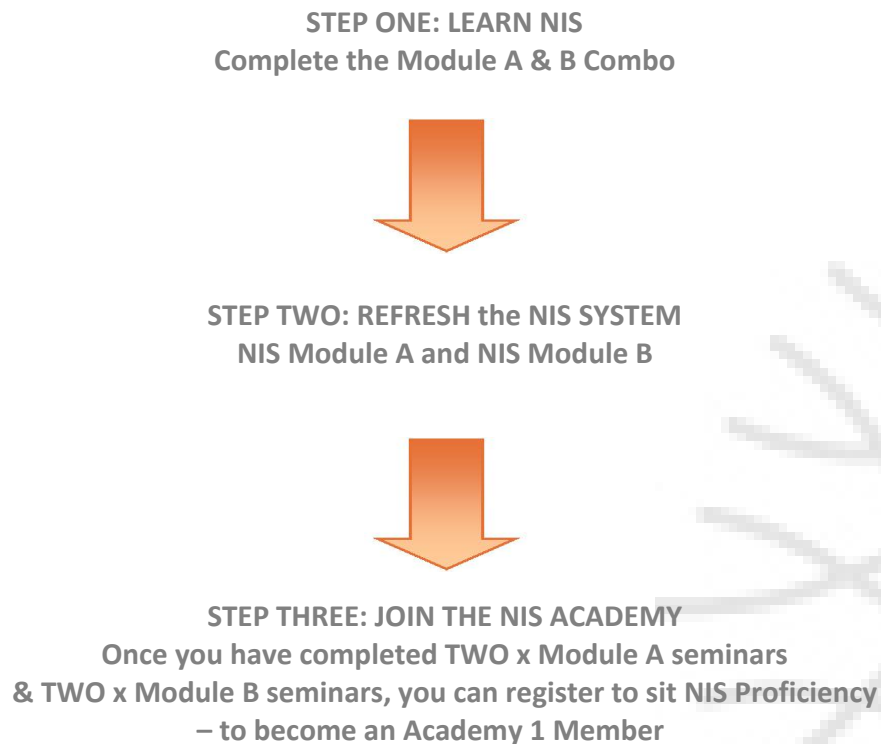 STEP ONE: LEARN NIS
Complete the Module A & B Combo
STEP TWO: REFRESH the NIS SYSTEM
NIS Module A and NIS Module B
STEP THREE: JOIN THE NIS ACADEMY
Once you have completed TWO x Module A seminars
& TWO x Module B seminars, you can register to sit NIS Proficiency
– to become an Academy 1 Member